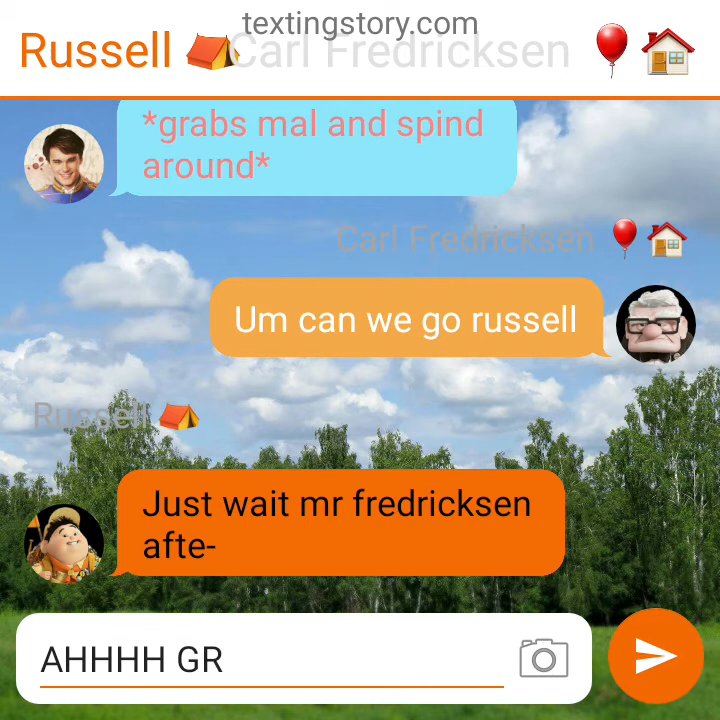 textingstory.com
Russell 🏕 Carl Fredricksen 🎈🏠
*grabs mal and spind
around*
Carl Fredricksen 🎈🏠
Um can we go russell
Russell 🏕
Just wait mr fredricksen
afte-
AHHHH GR